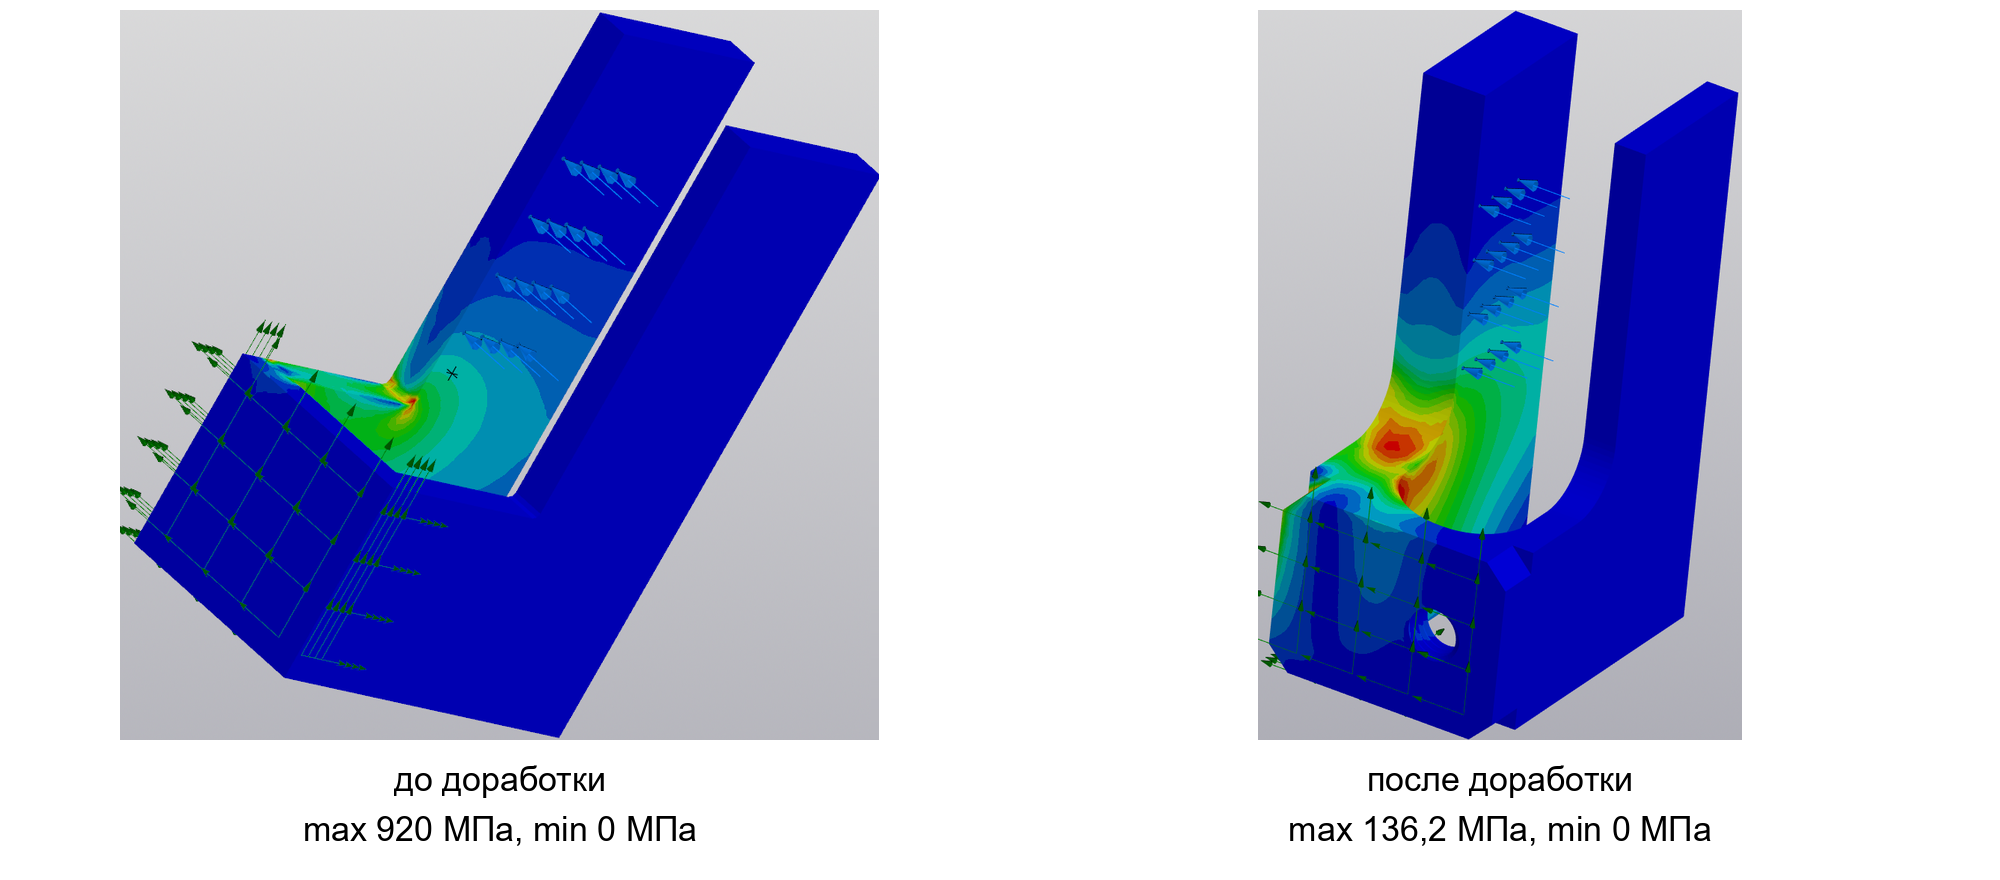 до доработки
max 920 МПа, min 0 МПа
после доработки
max 136,2 МПа, min 0 МПа